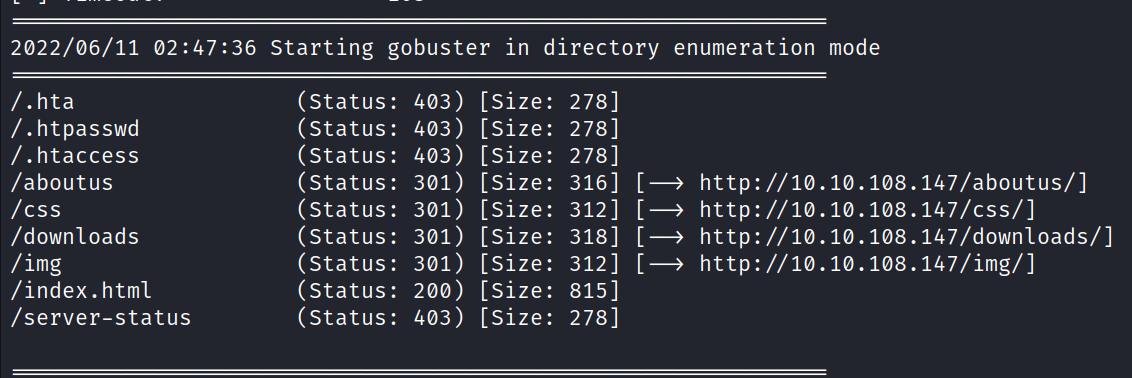 2022/06/11 02:47:36 Starting gobuster in directory enumeration mode
===============================================================
/.hta                 (Status: 403) [Size: 278]
/.htpasswd            (Status: 403) [Size: 278]
/.htaccess            (Status: 403) [Size: 278]
/aboutus              (Status: 301) [Size: 316] [--> http://10.10.108.147/aboutus/]
/css                  (Status: 301) [Size: 312] [--> http://10.10.108.147/css/]
/downloads            (Status: 301) [Size: 318] [--> http://10.10.108.147/downloads/]
/img                  (Status: 301) [Size: 312] [--> http://10.10.108.147/img/]
/index.html           (Status: 200) [Size: 815]
/server-status        (Status: 403) [Size: 278]
===============================================================